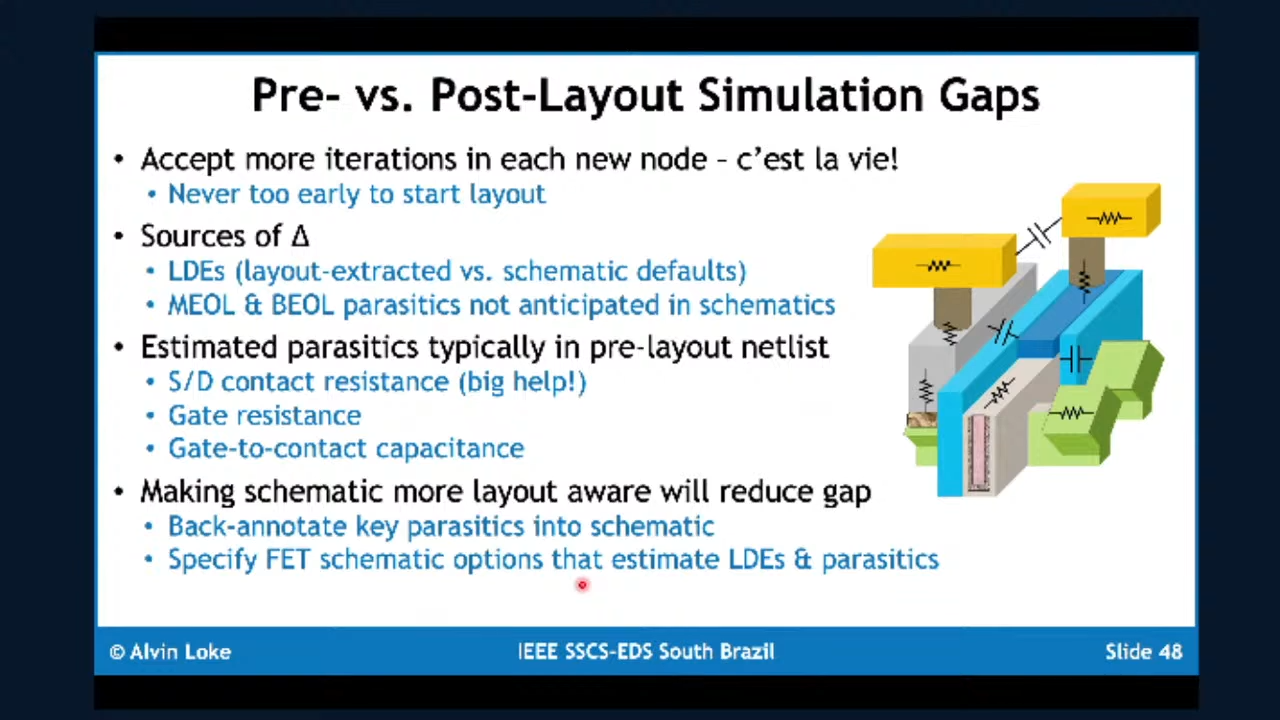 Pre- vs. Post-Layout Simulation Gaps
• Accept more iterations in each new node – c’est la vie!
• Never too early to start layout
• Sources of Δ
• LDEs (layout-extracted vs. schematic defaults)
• MEOL & BEOL parasitics not anticipated in schematics
• Estimated parasitics typically in pre-layout netlist
• S/D contact resistance (big help!)
• Gate resistance
• Gate-to-contact capacitance
• Making schematic more layout aware will reduce gap
• Back-annotate key parasitics into schematic
• Specify FET schematic options that estimate LDEs & parasitics
© Alvin Loke
IEEE SSCS-EDS South Brazil
Slide 48